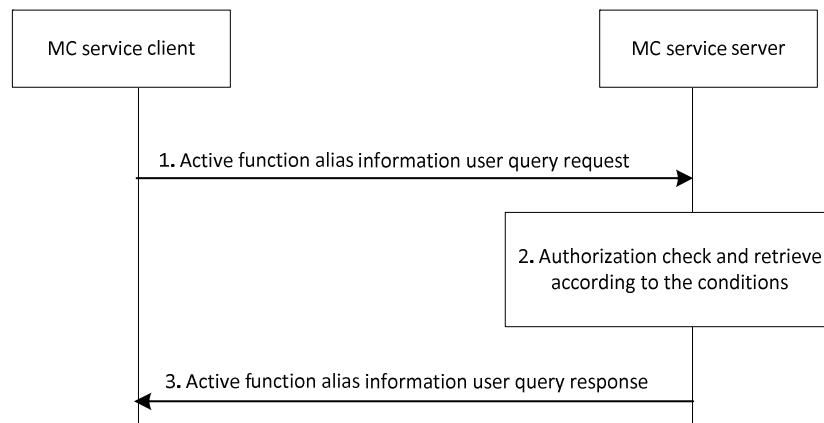 MC service client
MC service server
1. Active function alias information user query request
2. Authorization check and retrieve
according to the conditions
3. Active function alias information user query response